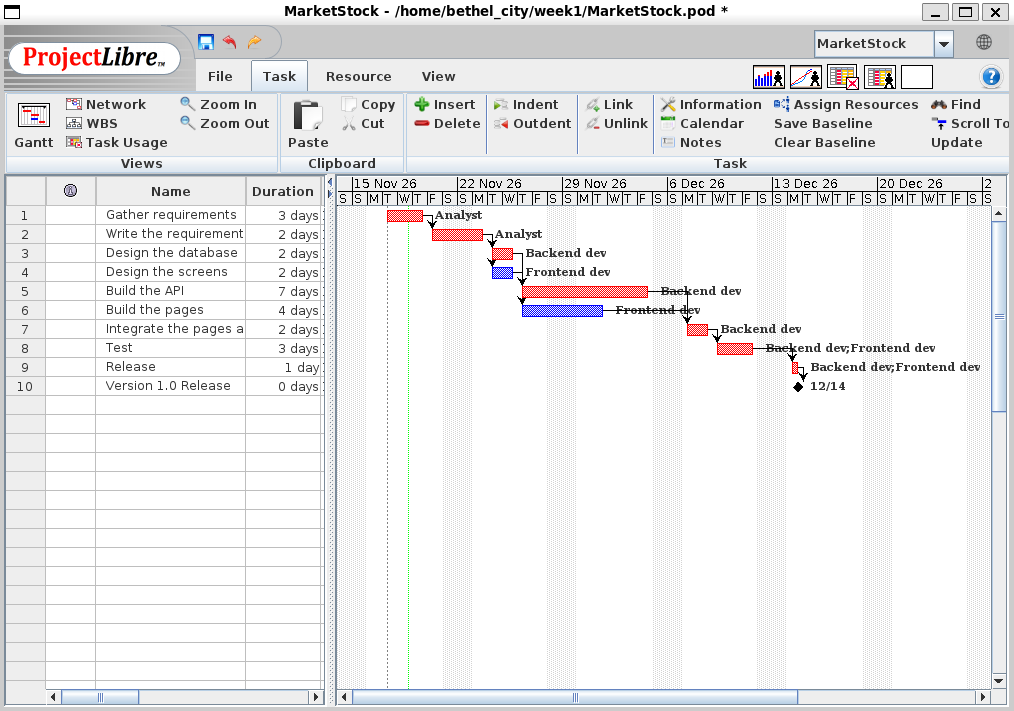 MarketStock - /home/bethel_city/week1/MarketStock.pod *
ProjectLibre™
MarketStock
File Task Resource View
Gantt
Network
WBS
Task Usage
Zoom In
Zoom Out
Views
Paste
Copy
Cut
Clipboard
Insert
Delete
Indent
Outdent
Link
Unlink
Information
Calendar
Notes
Assign Resources
Save Baseline
Clear Baseline
Find
Scroll To
Update
Task
Name Duration
15 Nov 26 22 Nov 26 29 Nov 26 6 Dec 26 13 Dec 26 20 Dec 26 2
S S M T W T F S S M T W T F S S M T W T F S S M T W T F S S M T W T F S S M T W T F S S
1 Gather requirements 3 days Analyst
2 Write the requirement 2 days Analyst
3 Design the database 2 days Backend dev
4 Design the screens 2 days Frontend dev
5 Build the API 7 days Backend dev
6 Build the pages 4 days Frontend dev
7 Integrate the pages a 2 days Backend dev
8 Test 3 days Backend dev;Frontend dev
9 Release 1 day Backend dev;Frontend dev
10 Version 1.0 Release 0 days 12/14